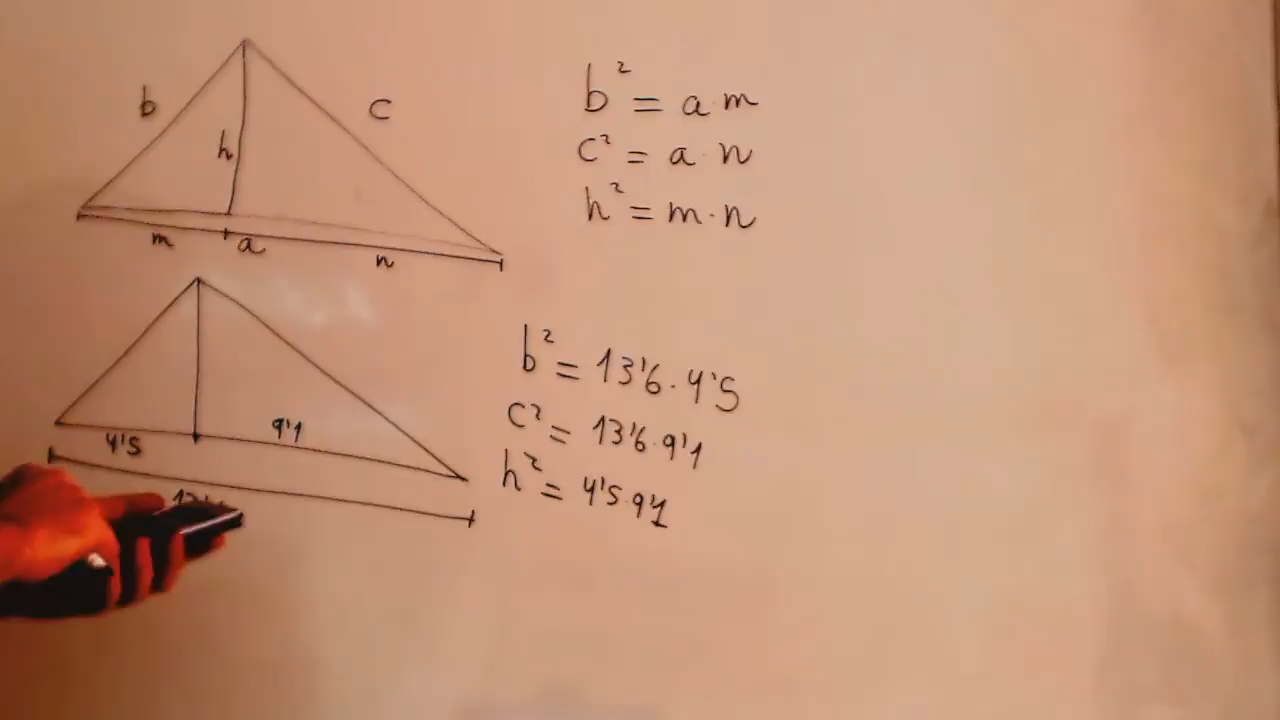 b
c
h
m
a
n
b² = a m
c² = a n
h² = m·n
4'5
9'1
b² = 13'6·4'5
c² = 13'6·9'1
h² = 4'5·9'1